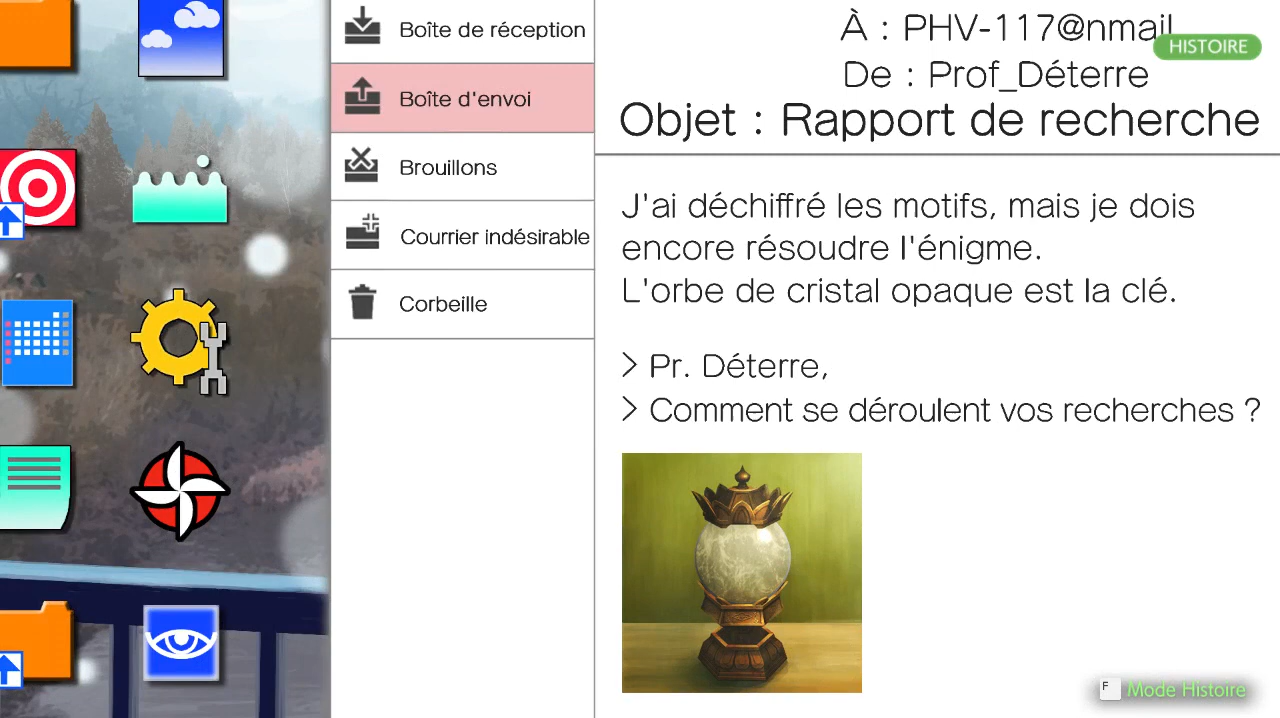 Boîte de réception
Boîte d'envoi
Brouillons
Courrier indésirable
Corbeille
À : PHV-117@nmail
HISTOIRE
De : Prof_Déterre
Objet : Rapport de recherche
J'ai déchiffré les motifs, mais je dois
encore résoudre l'énigme.
L'orbe de cristal opaque est la clé.
> Pr. Déterre,
> Comment se déroulent vos recherches ?
F Mode Histoire